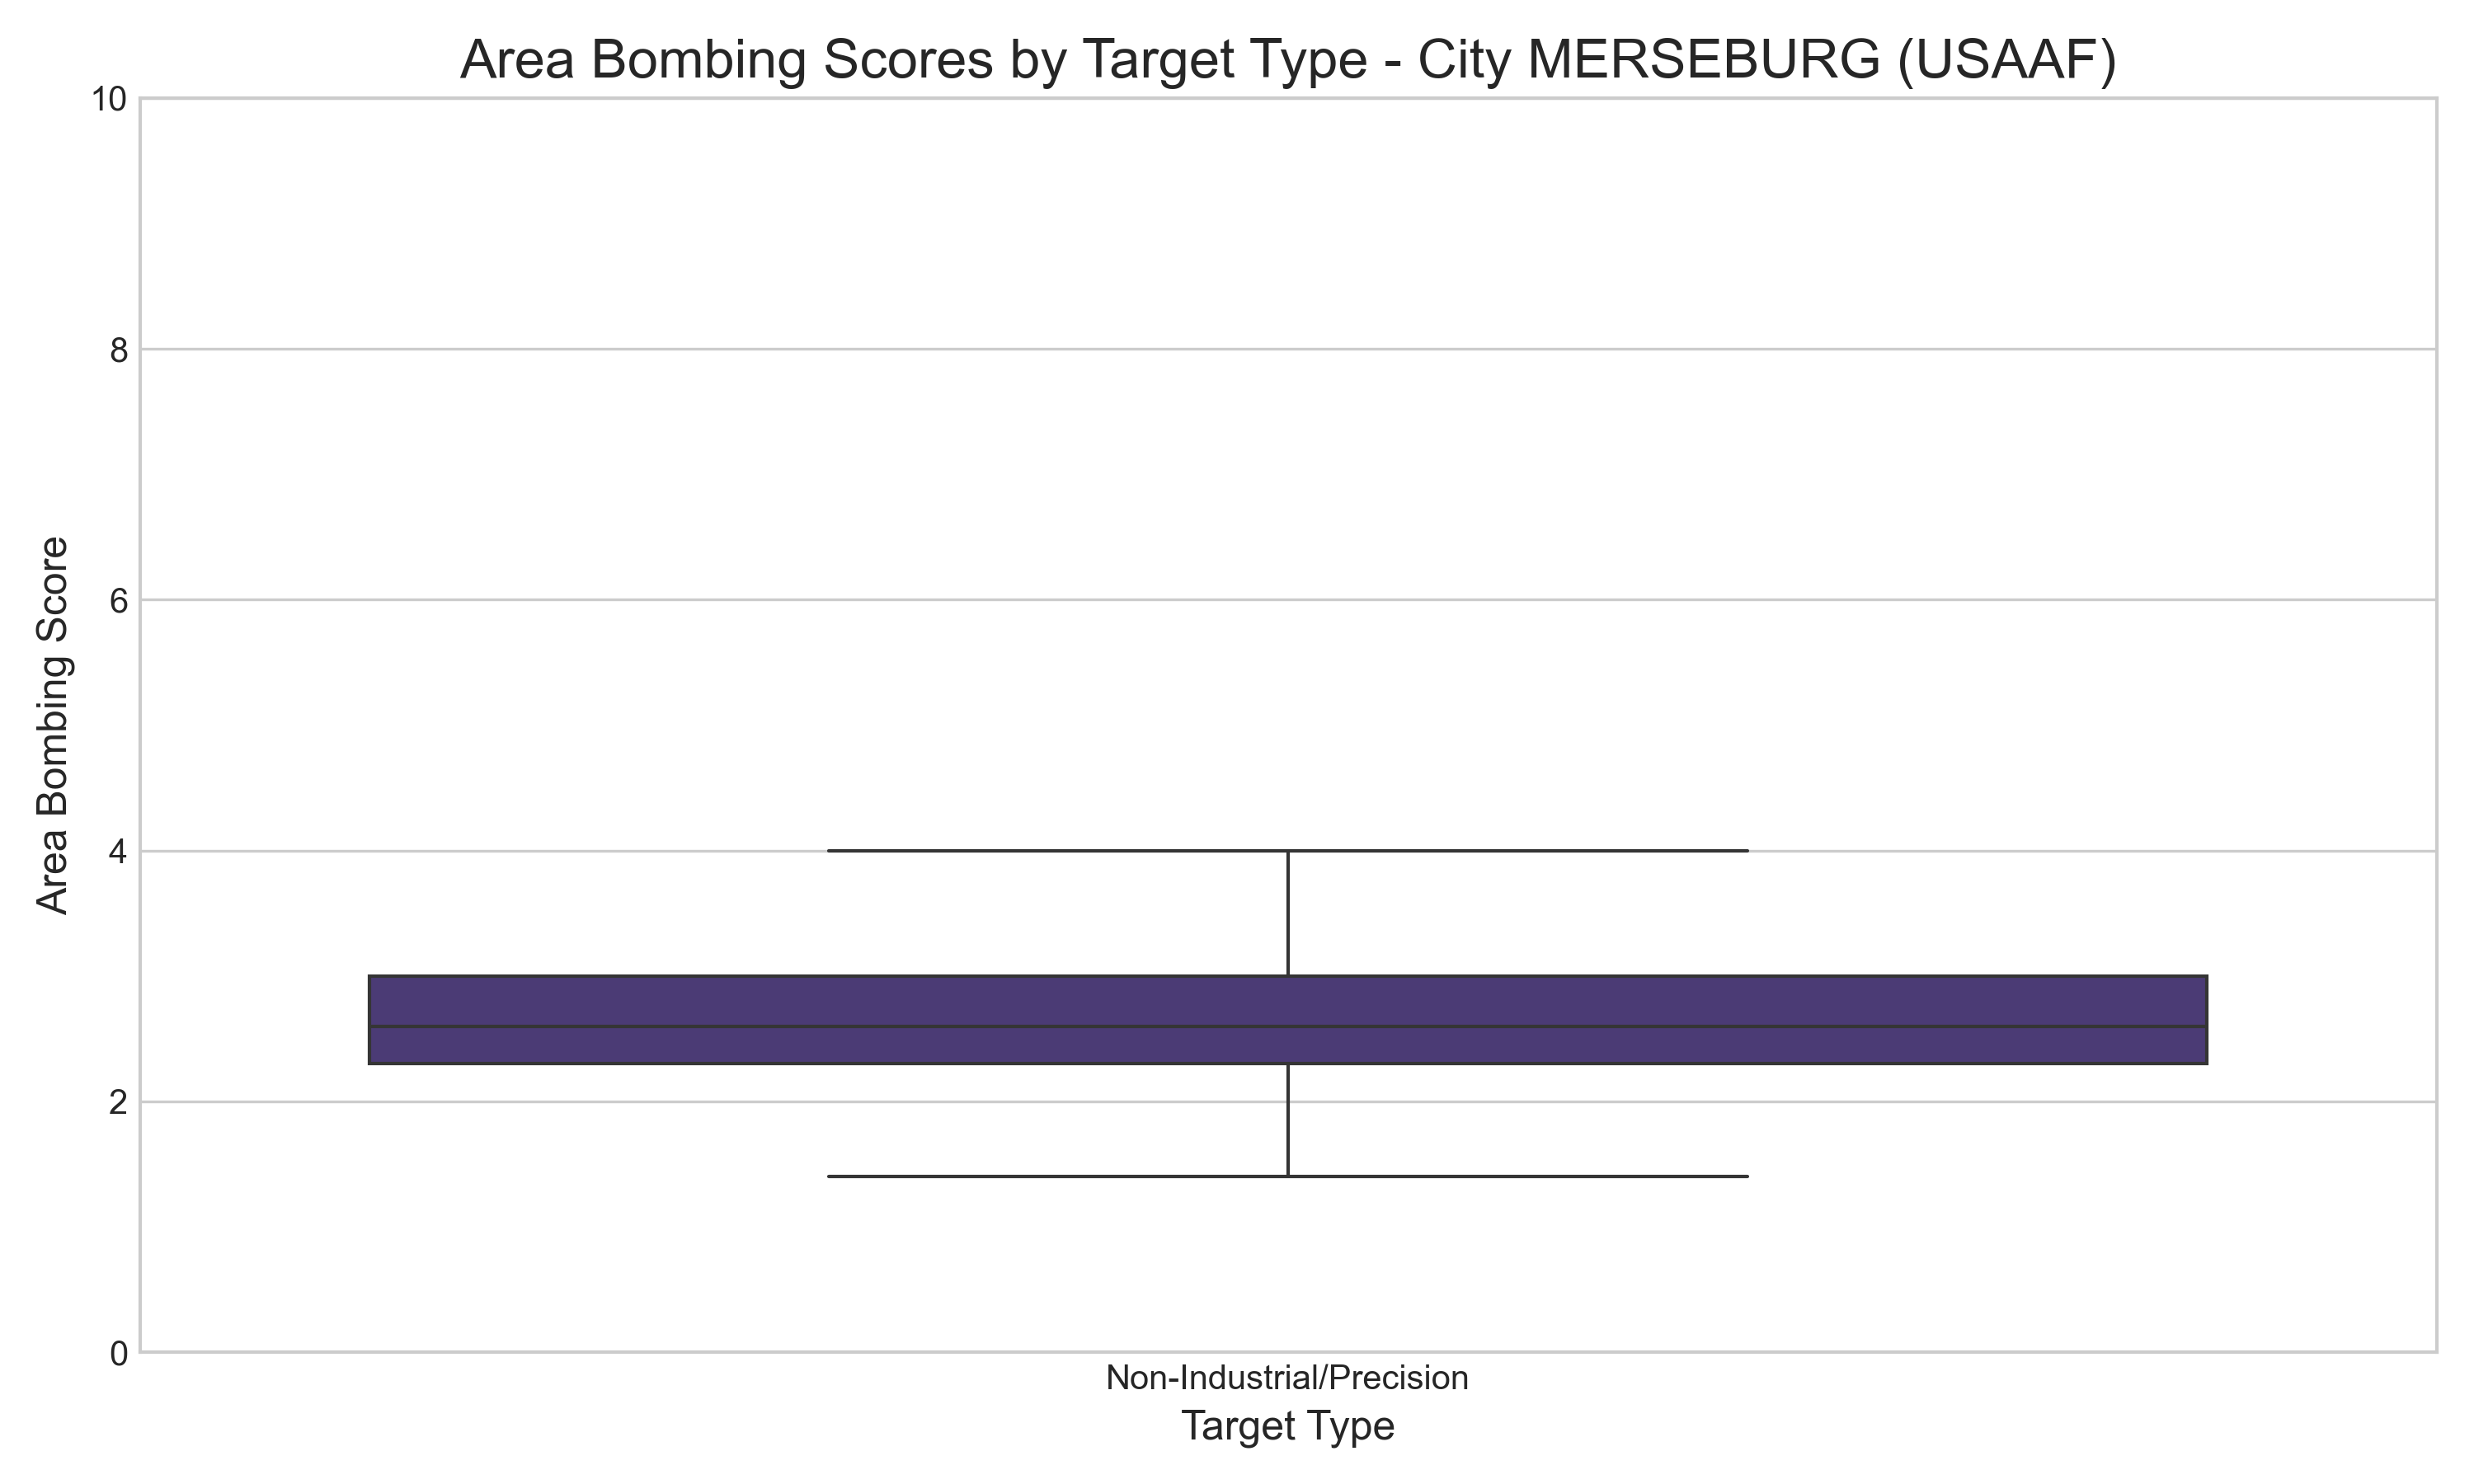 Area Bombing Scores by Target Type - City MERSEBURG (USAAF)
10
8
6
4
2
0
Area Bombing Score
Non-Industrial/Precision
Target Type